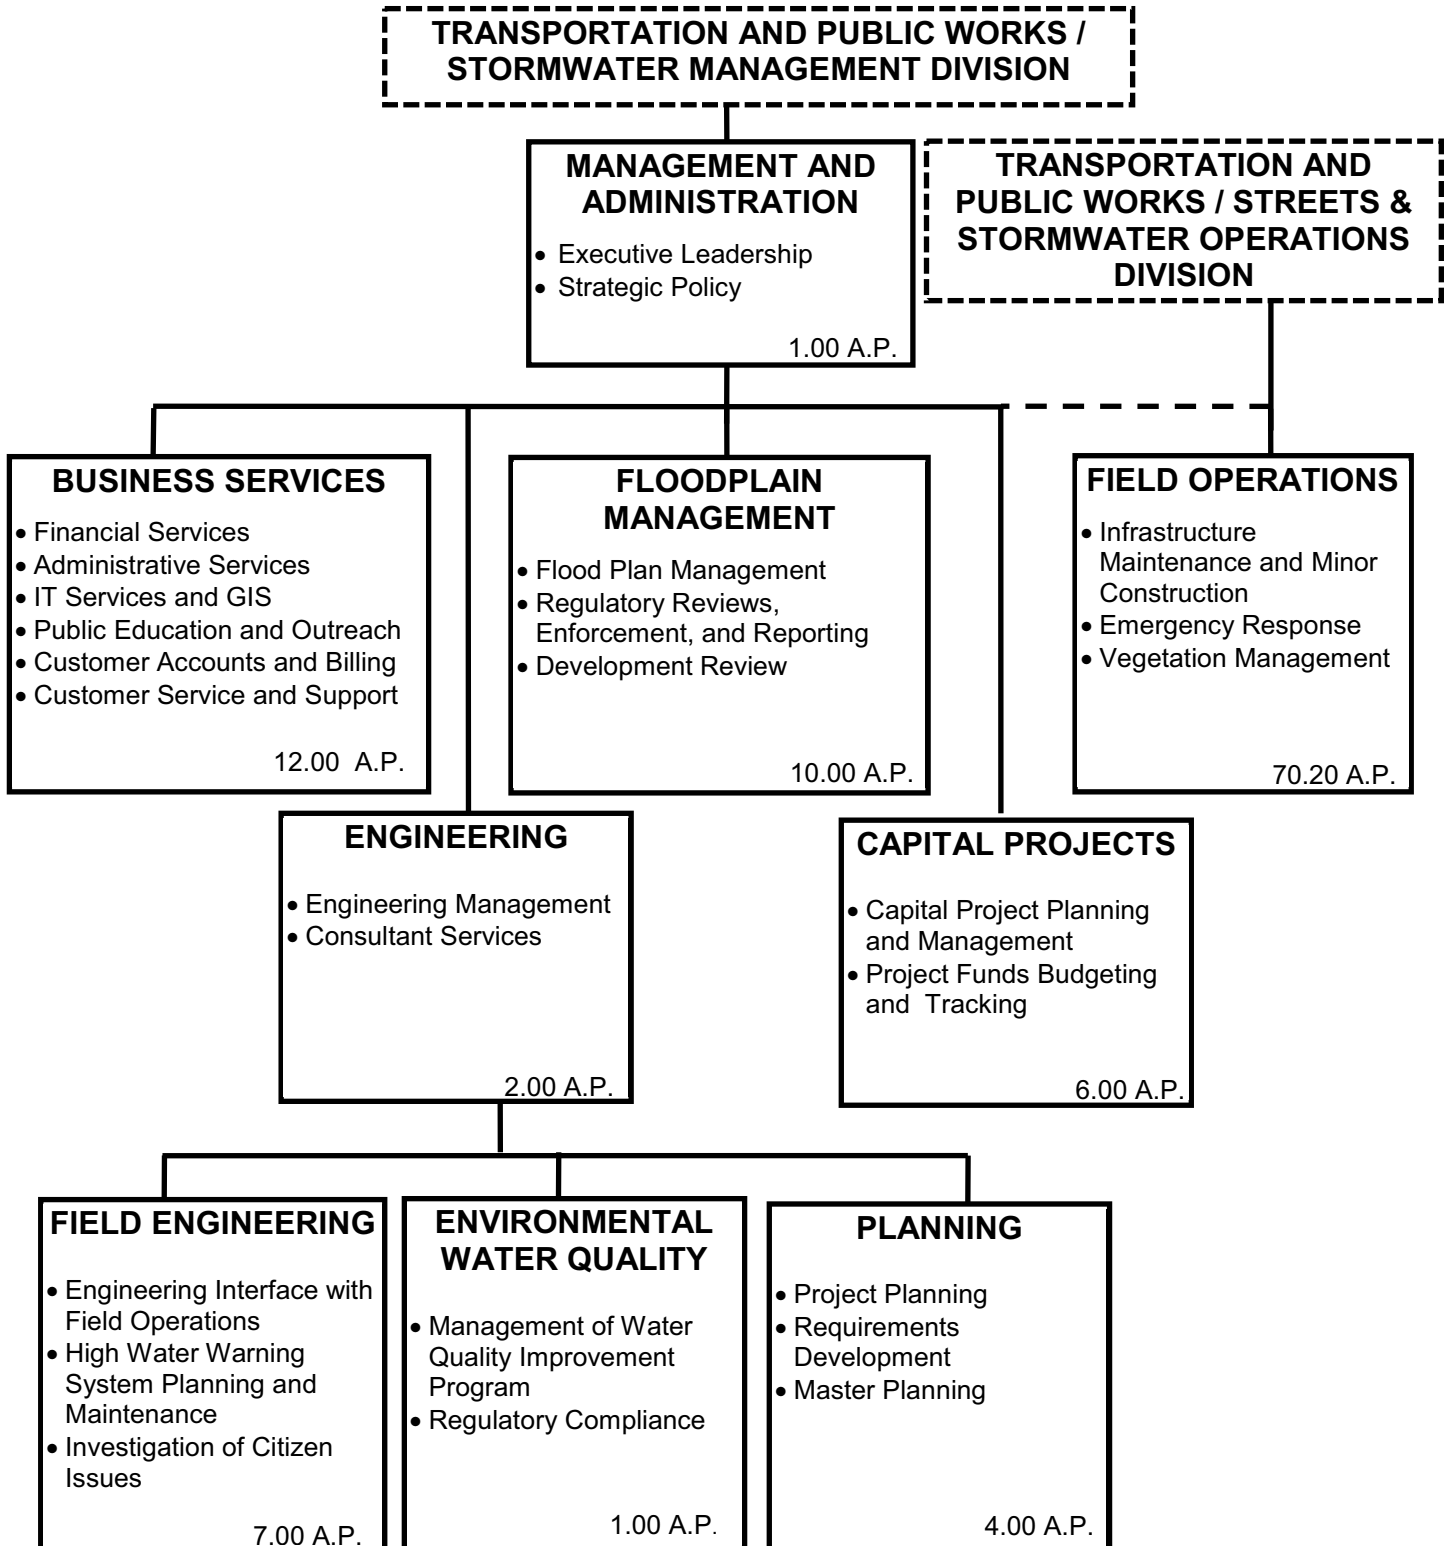 TRANSPORTATION AND PUBLIC WORKS /
STORMWATER MANAGEMENT DIVISION
MANAGEMENT AND
ADMINISTRATION
• Executive Leadership
• Strategic Policy
1.00 A.P.
TRANSPORTATION AND
PUBLIC WORKS / STREETS &
STORMWATER OPERATIONS
DIVISION
BUSINESS SERVICES
• Financial Services
• Administrative Services
• IT Services and GIS
• Public Education and Outreach
• Customer Accounts and Billing
• Customer Service and Support
12.00 A.P.
FLOODPLAIN
MANAGEMENT
• Flood Plan Management
• Regulatory Reviews,
Enforcement, and Reporting
• Development Review
10.00 A.P.
FIELD OPERATIONS
• Infrastructure
Maintenance and Minor
Construction
• Emergency Response
• Vegetation Management
70.20 A.P.
ENGINEERING
• Engineering Management
• Consultant Services
2.00 A.P.
CAPITAL PROJECTS
• Capital Project Planning
and Management
• Project Funds Budgeting
and Tracking
6.00 A.P.
FIELD ENGINEERING
• Engineering Interface with
Field Operations
• High Water Warning
System Planning and
Maintenance
• Investigation of Citizen
Issues
7.00 A.P.
ENVIRONMENTAL
WATER QUALITY
• Management of Water
Quality Improvement
Program
• Regulatory Compliance
1.00 A.P.
PLANNING
• Project Planning
• Requirements
Development
• Master Planning
4.00 A.P.